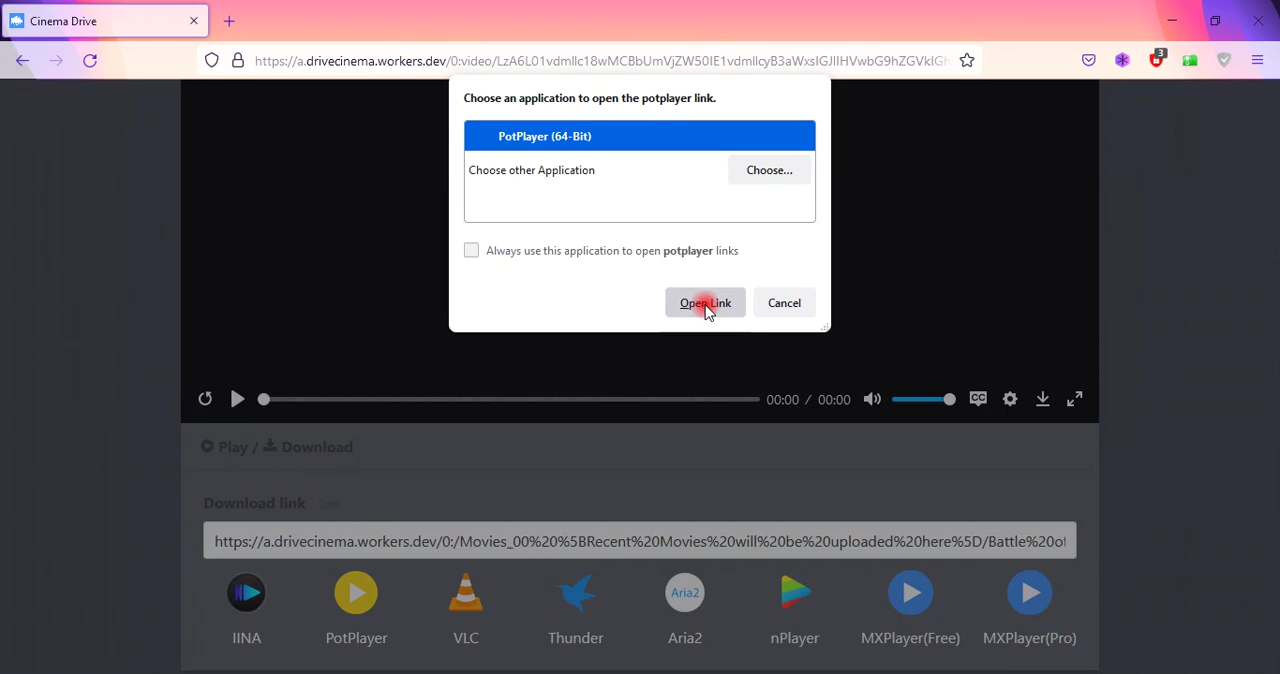 Cinema Drive
https://a.drivecinema.workers.dev/0:video/LzA6L01vdmllc18wMCBbUmVjZW50IE1vdmllcyB3aWxsIGJlIHVwbG9hZGVkIGh
3
Choose an application to open the potplayer link.
PotPlayer (64-Bit)
Choose other Application
Choose...
Always use this application to open potplayer links
Open Link
Cancel
00:00 / 00:00
CC
Play / Download
Download link
https://a.drivecinema.workers.dev/0:/Movies_00%20%5BRecent%20Movies%20will%20be%20uploaded%20here%5D/Battle%20of
Aria2
IINA
PotPlayer
VLC
Thunder
Aria2
nPlayer
MXPlayer(Free)
MXPlayer(Pro)